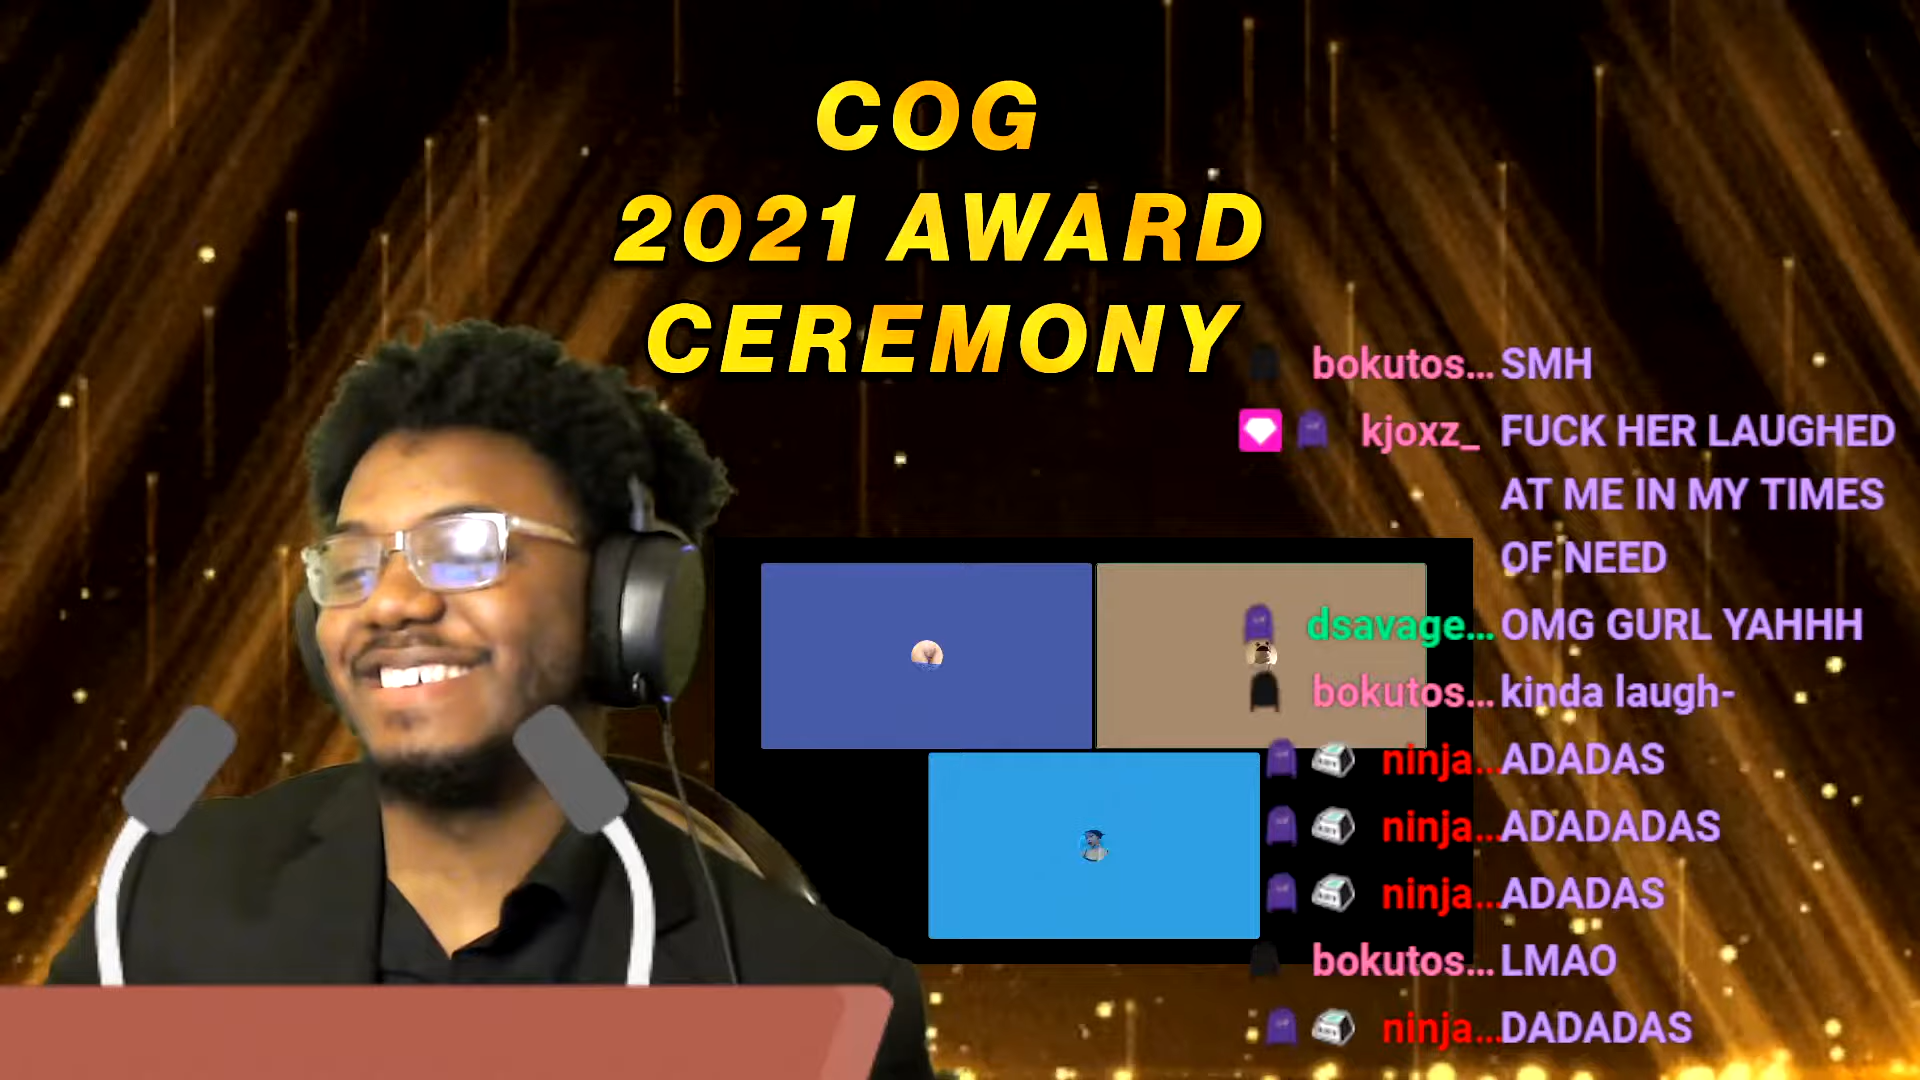 COG
2021 AWARD
CEREMONY
bokutos... SMH
kjoxz_ FUCK HER LAUGHED
AT ME IN MY TIMES
OF NEED
dsavage... OMG GURL YAHHH
bokutos... kinda laugh-
ninja... ADADAS
ninja... ADADADAS
ninja... ADADAS
bokutos... LMAO
ninja... DADADAS